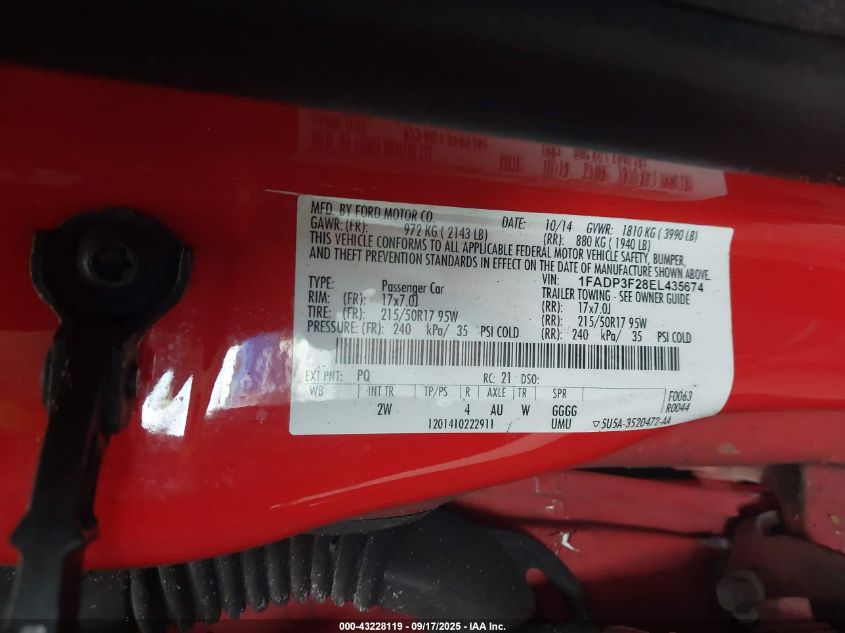 MFD. BY FORD MOTOR CO. DATE: 10/14 GVWR: 1810 KG ( 3990 LB)
GAWR: (FR): 972 KG ( 2143 LB) (RR): 880 KG ( 1940 LB)
THIS VEHICLE CONFORMS TO ALL APPLICABLE FEDERAL MOTOR VEHICLE SAFETY, BUMPER,
AND THEFT PREVENTION STANDARDS IN EFFECT ON THE DATE OF MANUFACTURE SHOWN ABOVE.
VIN: 1FADP3F28EL435674
TYPE: Passenger Car TRAILER TOWING - SEE OWNER GUIDE
RIM: (FR): 17x7.0J (RR): 17x7.0J
TIRE: (FR): 215/50R17 95W (RR): 215/50R17 95W
PRESSURE: (FR): 240 kPa/ 35 PSI COLD (RR): 240 kPa/ 35 PSI COLD
EXT PNT: PQ RC: 21 DSO:
WB INT TR TP/PS R AXLE TR SPR F0063
2W 4 AU W GGGG R0044
1201410222911 UMU ▽5U5A-3520472-AA
000-43228119 - 09/17/2025 - IAA Inc.